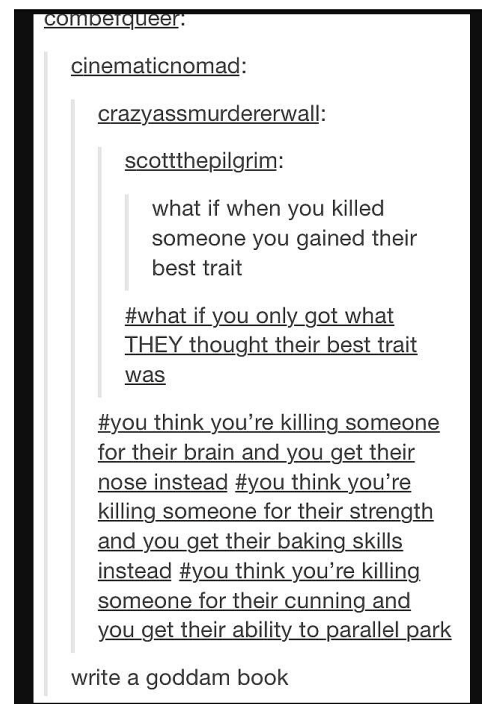 combefqueer:
cinematicnomad:
crazyassmurdererwall:
scottthepilgrim:
what if when you killed
someone you gained their
best trait
#what if you only got what
THEY thought their best trait
was
#you think you’re killing someone
for their brain and you get their
nose instead #you think you’re
killing someone for their strength
and you get their baking skills
instead #you think you’re killing
someone for their cunning and
you get their ability to parallel park
write a goddam book